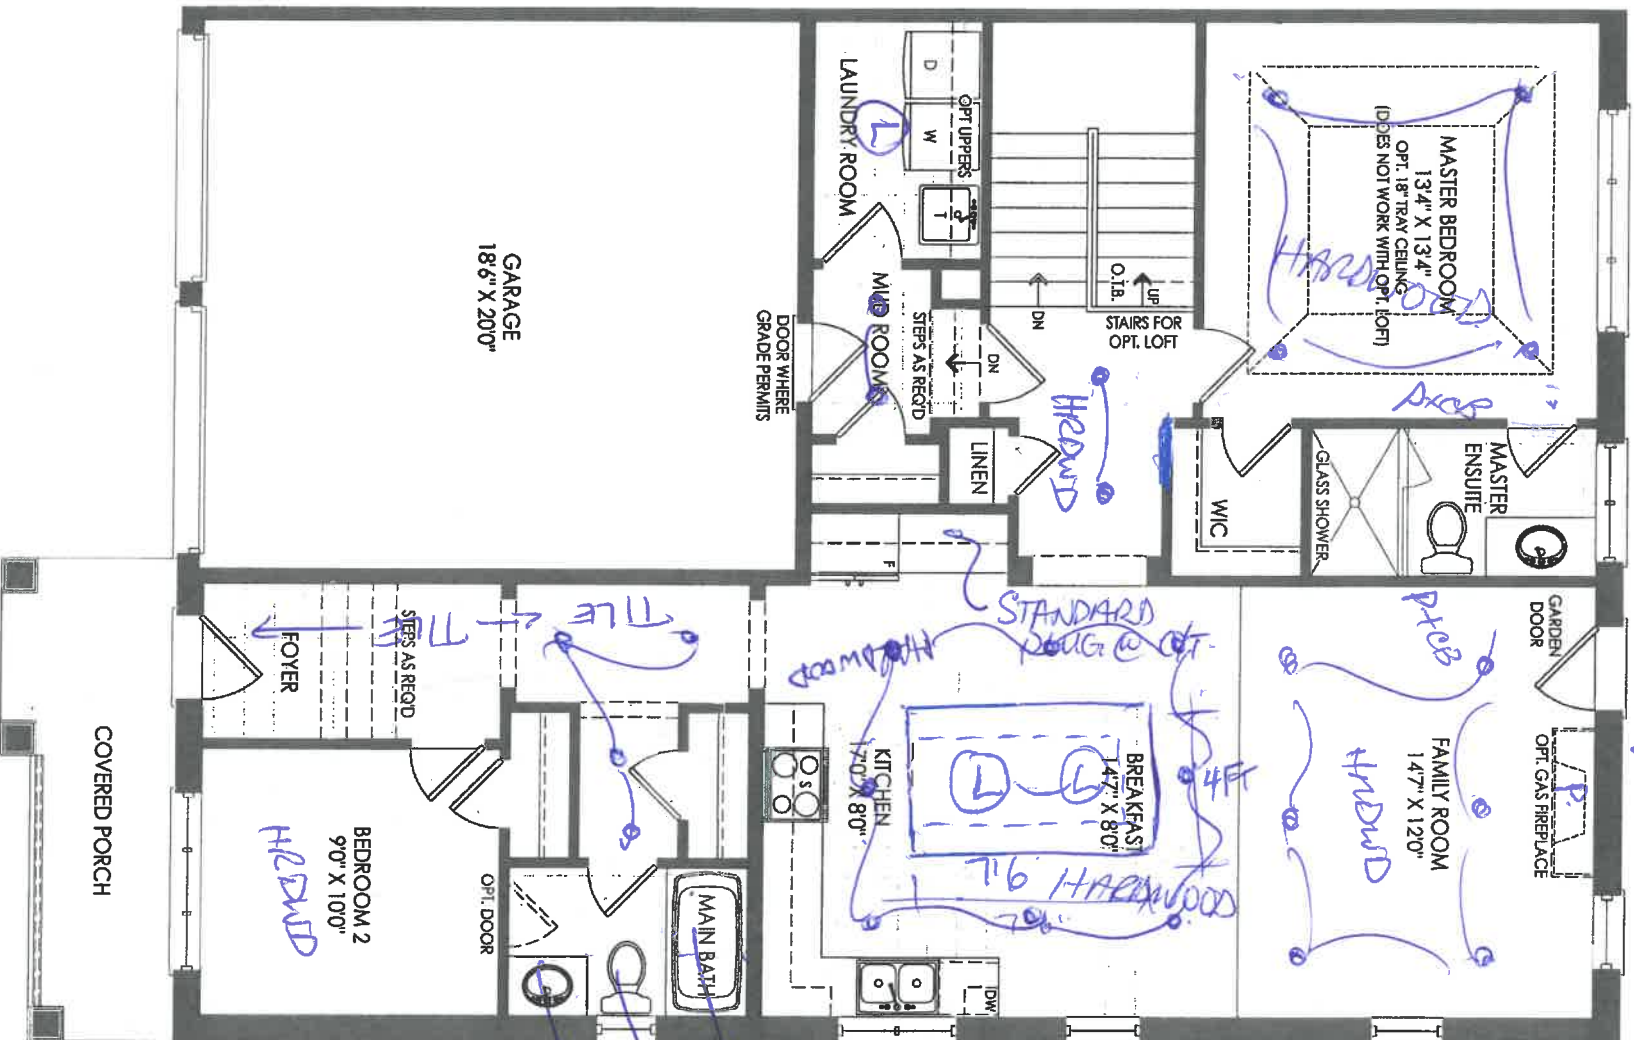 MASTER BEDROOM
13'4" X 13'4"
OPT. 18" TRAY CEILING
(DOES NOT WORK WITH OPT. LOFT)
HARDWOOD
MASTER
ENSUITE
GLASS SHOWER
WIC
GARDEN
DOOR
OPT. GAS FIREPLACE
P.
FAMILY ROOM
14'7" X 12'0"
HRDWD
UP
O.T.B.
DN
STAIRS FOR
OPT. LOFT
DN
HRDWD
LINEN
D
W
OPT UPPERS
T
LAUNDRY ROOM
L
MUD ROOM
STEPS AS REQ'D
DOOR WHERE
GRADE PERMITS
GARAGE
18'6" X 20'0"
F
STANDARD
PLUG @
HARDWOOD
BREAKFAST
14'7" X 8'0"
4FT
L
L
7'6
HARDWOOD
KITCHEN
17'0" X 8'0"
S
DW
TILE
TILE
STEPS AS REQ'D
FOYER
MAIN BATH
OPT. DOOR
BEDROOM 2
9'0" X 10'0"
HRDWD
COVERED PORCH